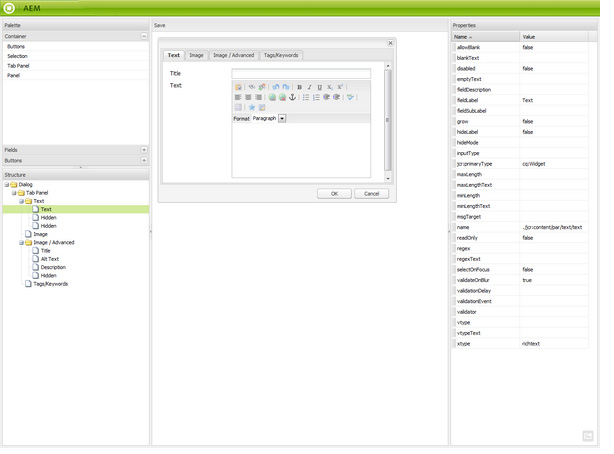 AEM
Palette
Container
Buttons
Selection
Tab Panel
Panel
Fields
Buttons
Structure
Dialog
Tab Panel
Text
Text
Hidden
Hidden
Image
Image / Advanced
Title
Alt Text
Description
Hidden
Tags/Keywords
Save
Text Image Image / Advanced Tags/Keywords
Title
Text
B I U X₂ X²
Format Paragraph
OK Cancel
Properties
Name Value
allowBlank false
blankText
disabled false
emptyText
fieldDescription
fieldLabel Text
fieldSubLabel
grow false
hideLabel false
hideMode
inputType
jcr:primaryType cq:Widget
maxLength
maxLengthText
minLength
minLengthText
msgTarget
name ../jcr:content/par/text/text
readOnly false
regex
regexText
selectOnFocus false
validateOnBlur true
validationDelay
validationEvent
validator
vtype
vtypeText
xtype richtext